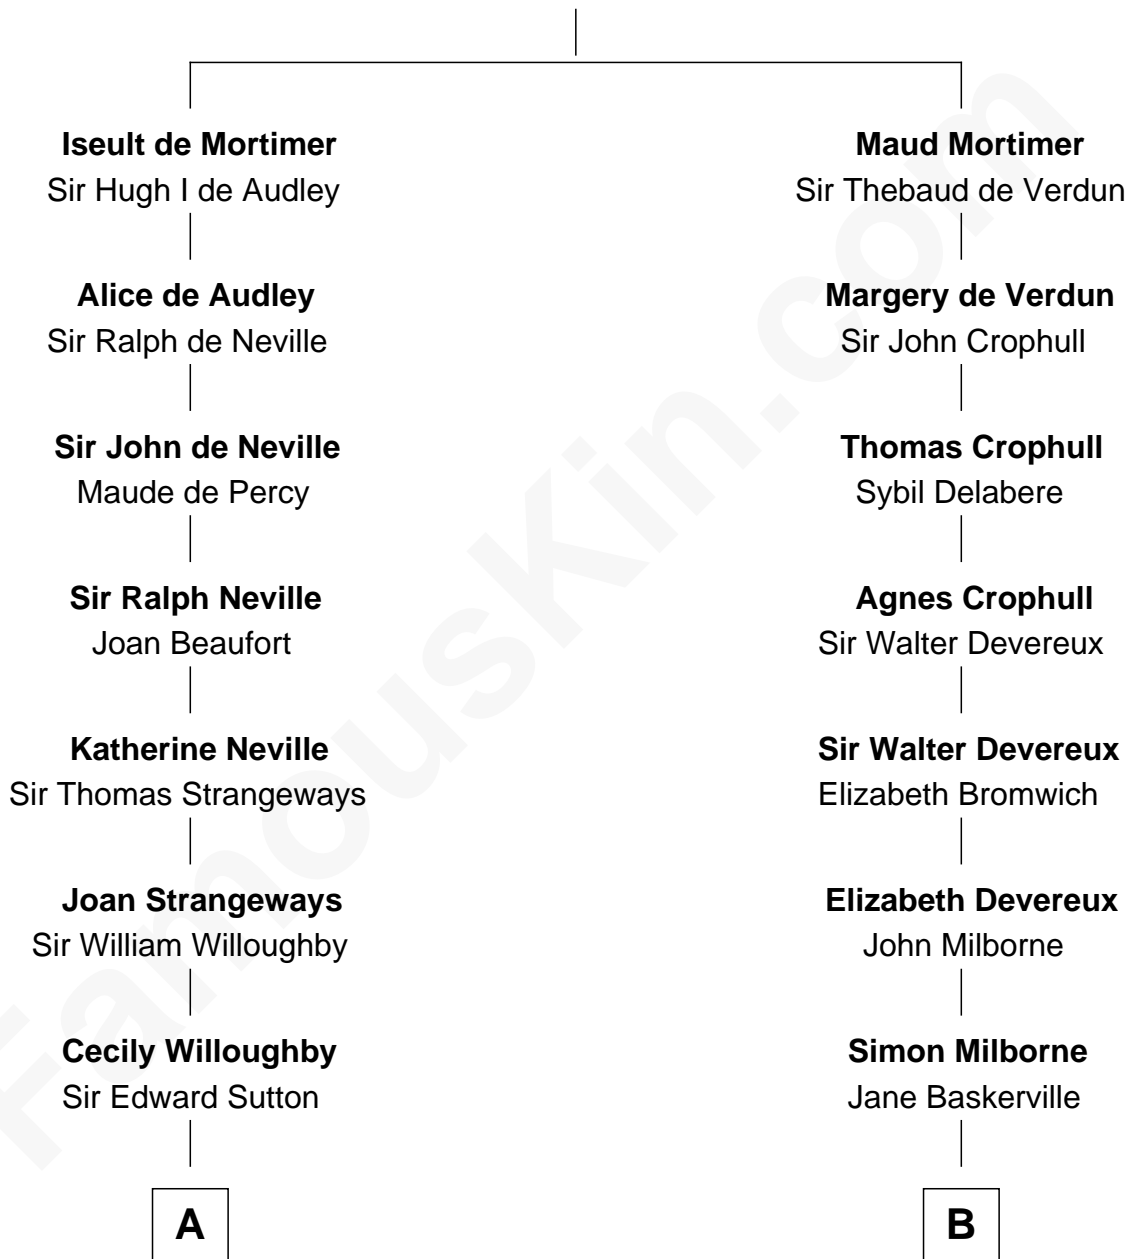 Iseult de Mortimer
Sir Hugh I de Audley
Alice de Audley
Sir Ralph de Neville
Sir John de Neville
Maude de Percy
Sir Ralph Neville
Joan Beaufort
Katherine Neville
Sir Thomas Strangeways
Joan Strangeways
Sir William Willoughby
Cecily Willoughby
Sir Edward Sutton
A
Maud Mortimer
Sir Thebaud de Verdun
Margery de Verdun
Sir John Crophull
Thomas Crophull
Sybil Delabere
Agnes Crophull
Sir Walter Devereux
Sir Walter Devereux
Elizabeth Bromwich
Elizabeth Devereux
John Milborne
Simon Milborne
Jane Baskerville
B
FamousKin.com